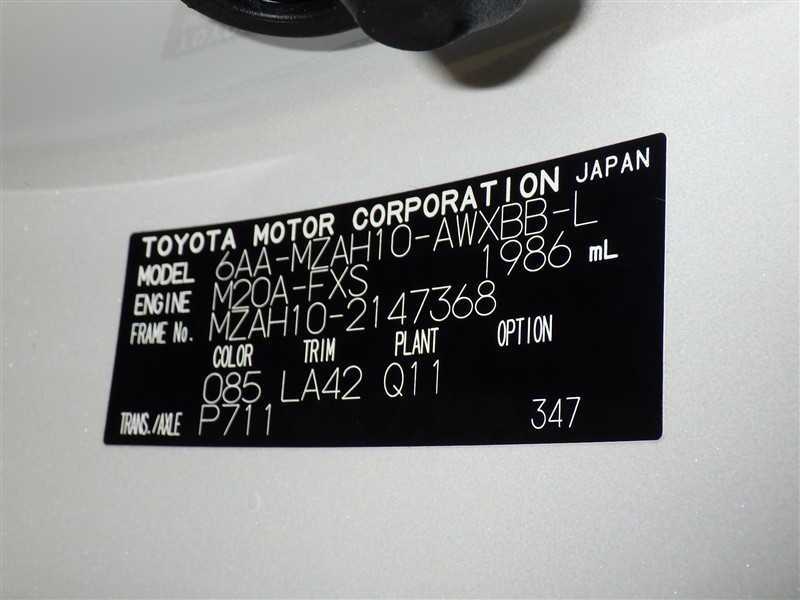 TOYOTA MOTOR CORPORATION JAPAN
MODEL 6AA-MZAH10-AWXBB-L
ENGINE M20A-FXS 1986 mL
FRAME No. MZAH10-2147368
COLOR TRIM PLANT OPTION
085 LA42 Q11
TRANS./AXLE P711 347